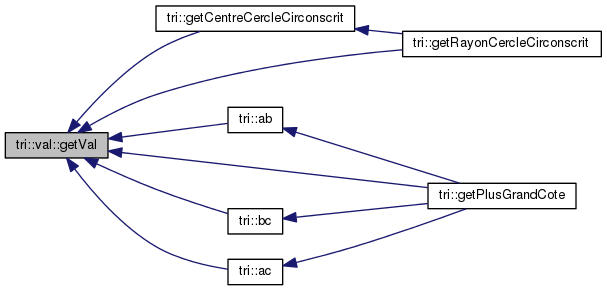 tri::getCentreCercleCirconscrit
tri::getRayonCercleCirconscrit
tri::ab
tri::val::getVal
tri::getPlusGrandCote
tri::bc
tri::ac